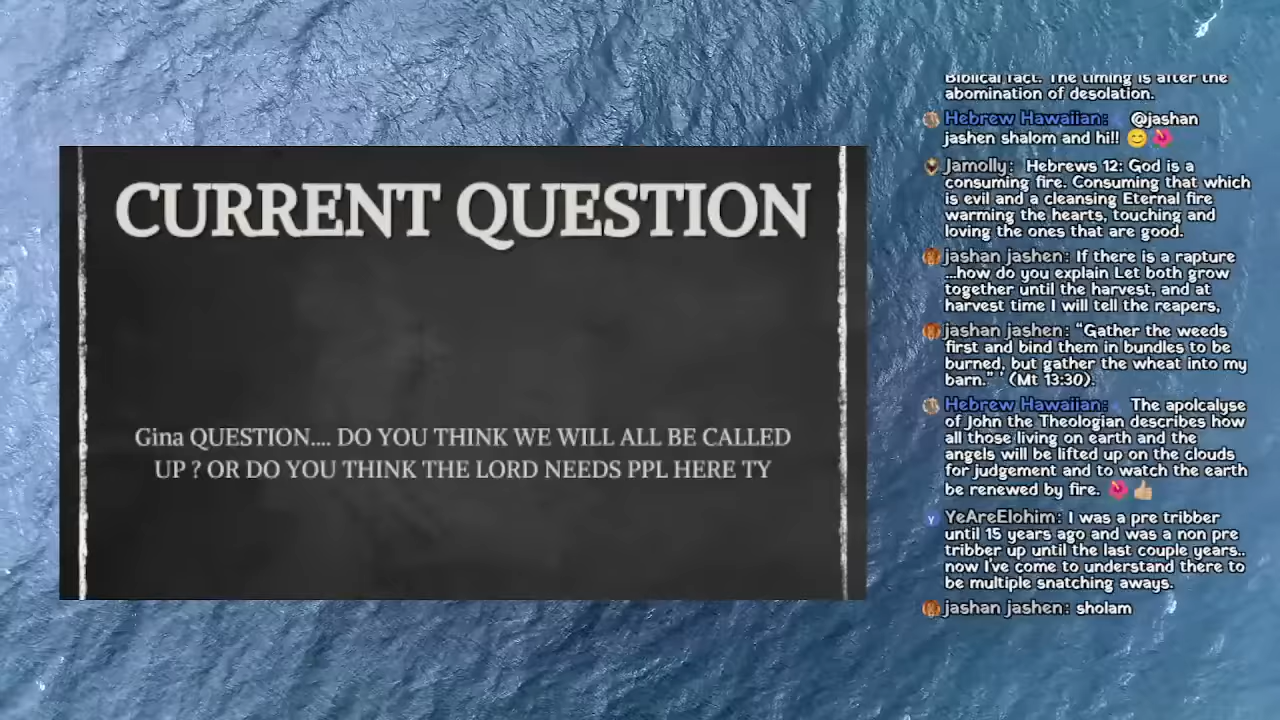 CURRENT QUESTION
Gina QUESTION.... DO YOU THINK WE WILL ALL BE CALLED
UP ? OR DO YOU THINK THE LORD NEEDS PPL HERE TY
Biblical fact. The timing is after the
abomination of desolation.
Hebrew Hawaiian: @jashan
jashen shalom and hi!! 😊🌺
Jamolly: Hebrews 12: God is a
consuming fire. Consuming that which
is evil and a cleansing Eternal fire
warming the hearts, touching and
loving the ones that are good.
jashan jashen: If there is a rapture
...how do you explain Let both grow
together until the harvest, and at
harvest time I will tell the reapers,
jashan jashen: “Gather the weeds
first and bind them in bundles to be
burned, but gather the wheat into my
barn.” ’ (Mt 13:30).
Hebrew Hawaiian: The apolcalyse
of John the Theologian describes how
all those living on earth and the
angels will be lifted up on the clouds
for judgement and to watch the earth
be renewed by fire. 🌺👍🏼
Y YeAreElohim: I was a pre tribber
until 15 years ago and was a non pre
tribber up until the last couple years..
now I've come to understand there to
be multiple snatching aways.
jashan jashen: sholam